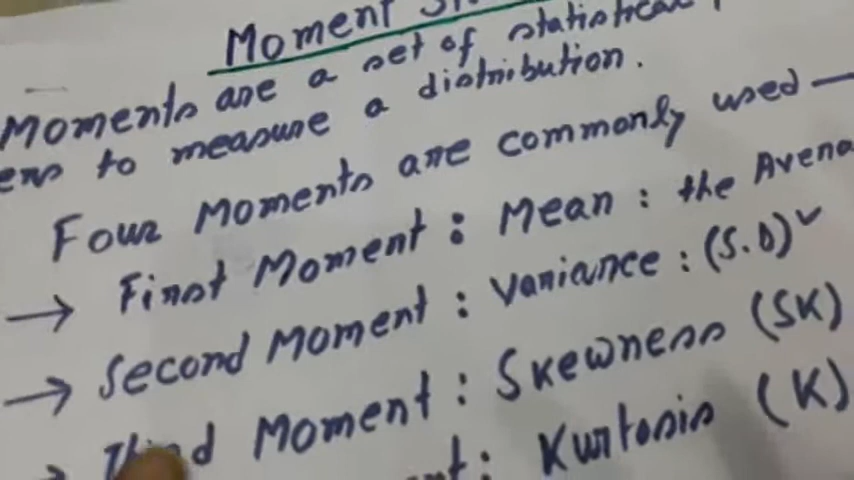 Moment
Moments are a set of statistical
to measure a distribution.
Four Moments are commonly used —
→ First Moment : Mean : the
→ Second Moment : Variance : (S.D)
→ Third Moment : Skewness (SK)
: Kurtosis (K)